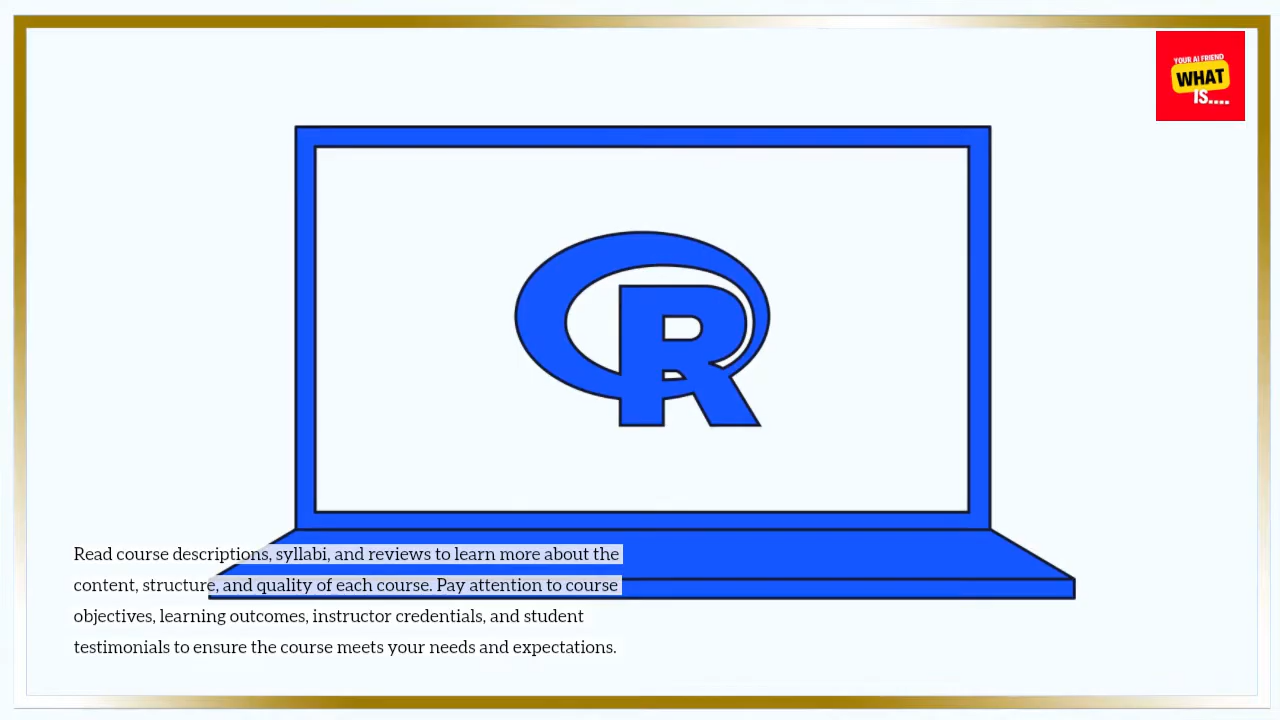 YOUR AI FRIEND
WHAT
IS....
R
Read course descriptions, syllabi, and reviews to learn more about the
content, structure, and quality of each course. Pay attention to course
objectives, learning outcomes, instructor credentials, and student
testimonials to ensure the course meets your needs and expectations.